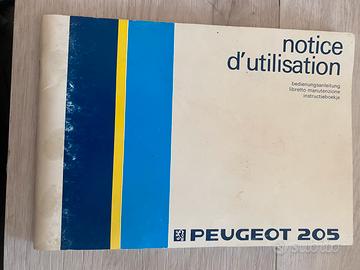 notice
d'utilisation
bedienungsanleitung
libretto manutenzione
instructieboekje
PEUGEOT 205